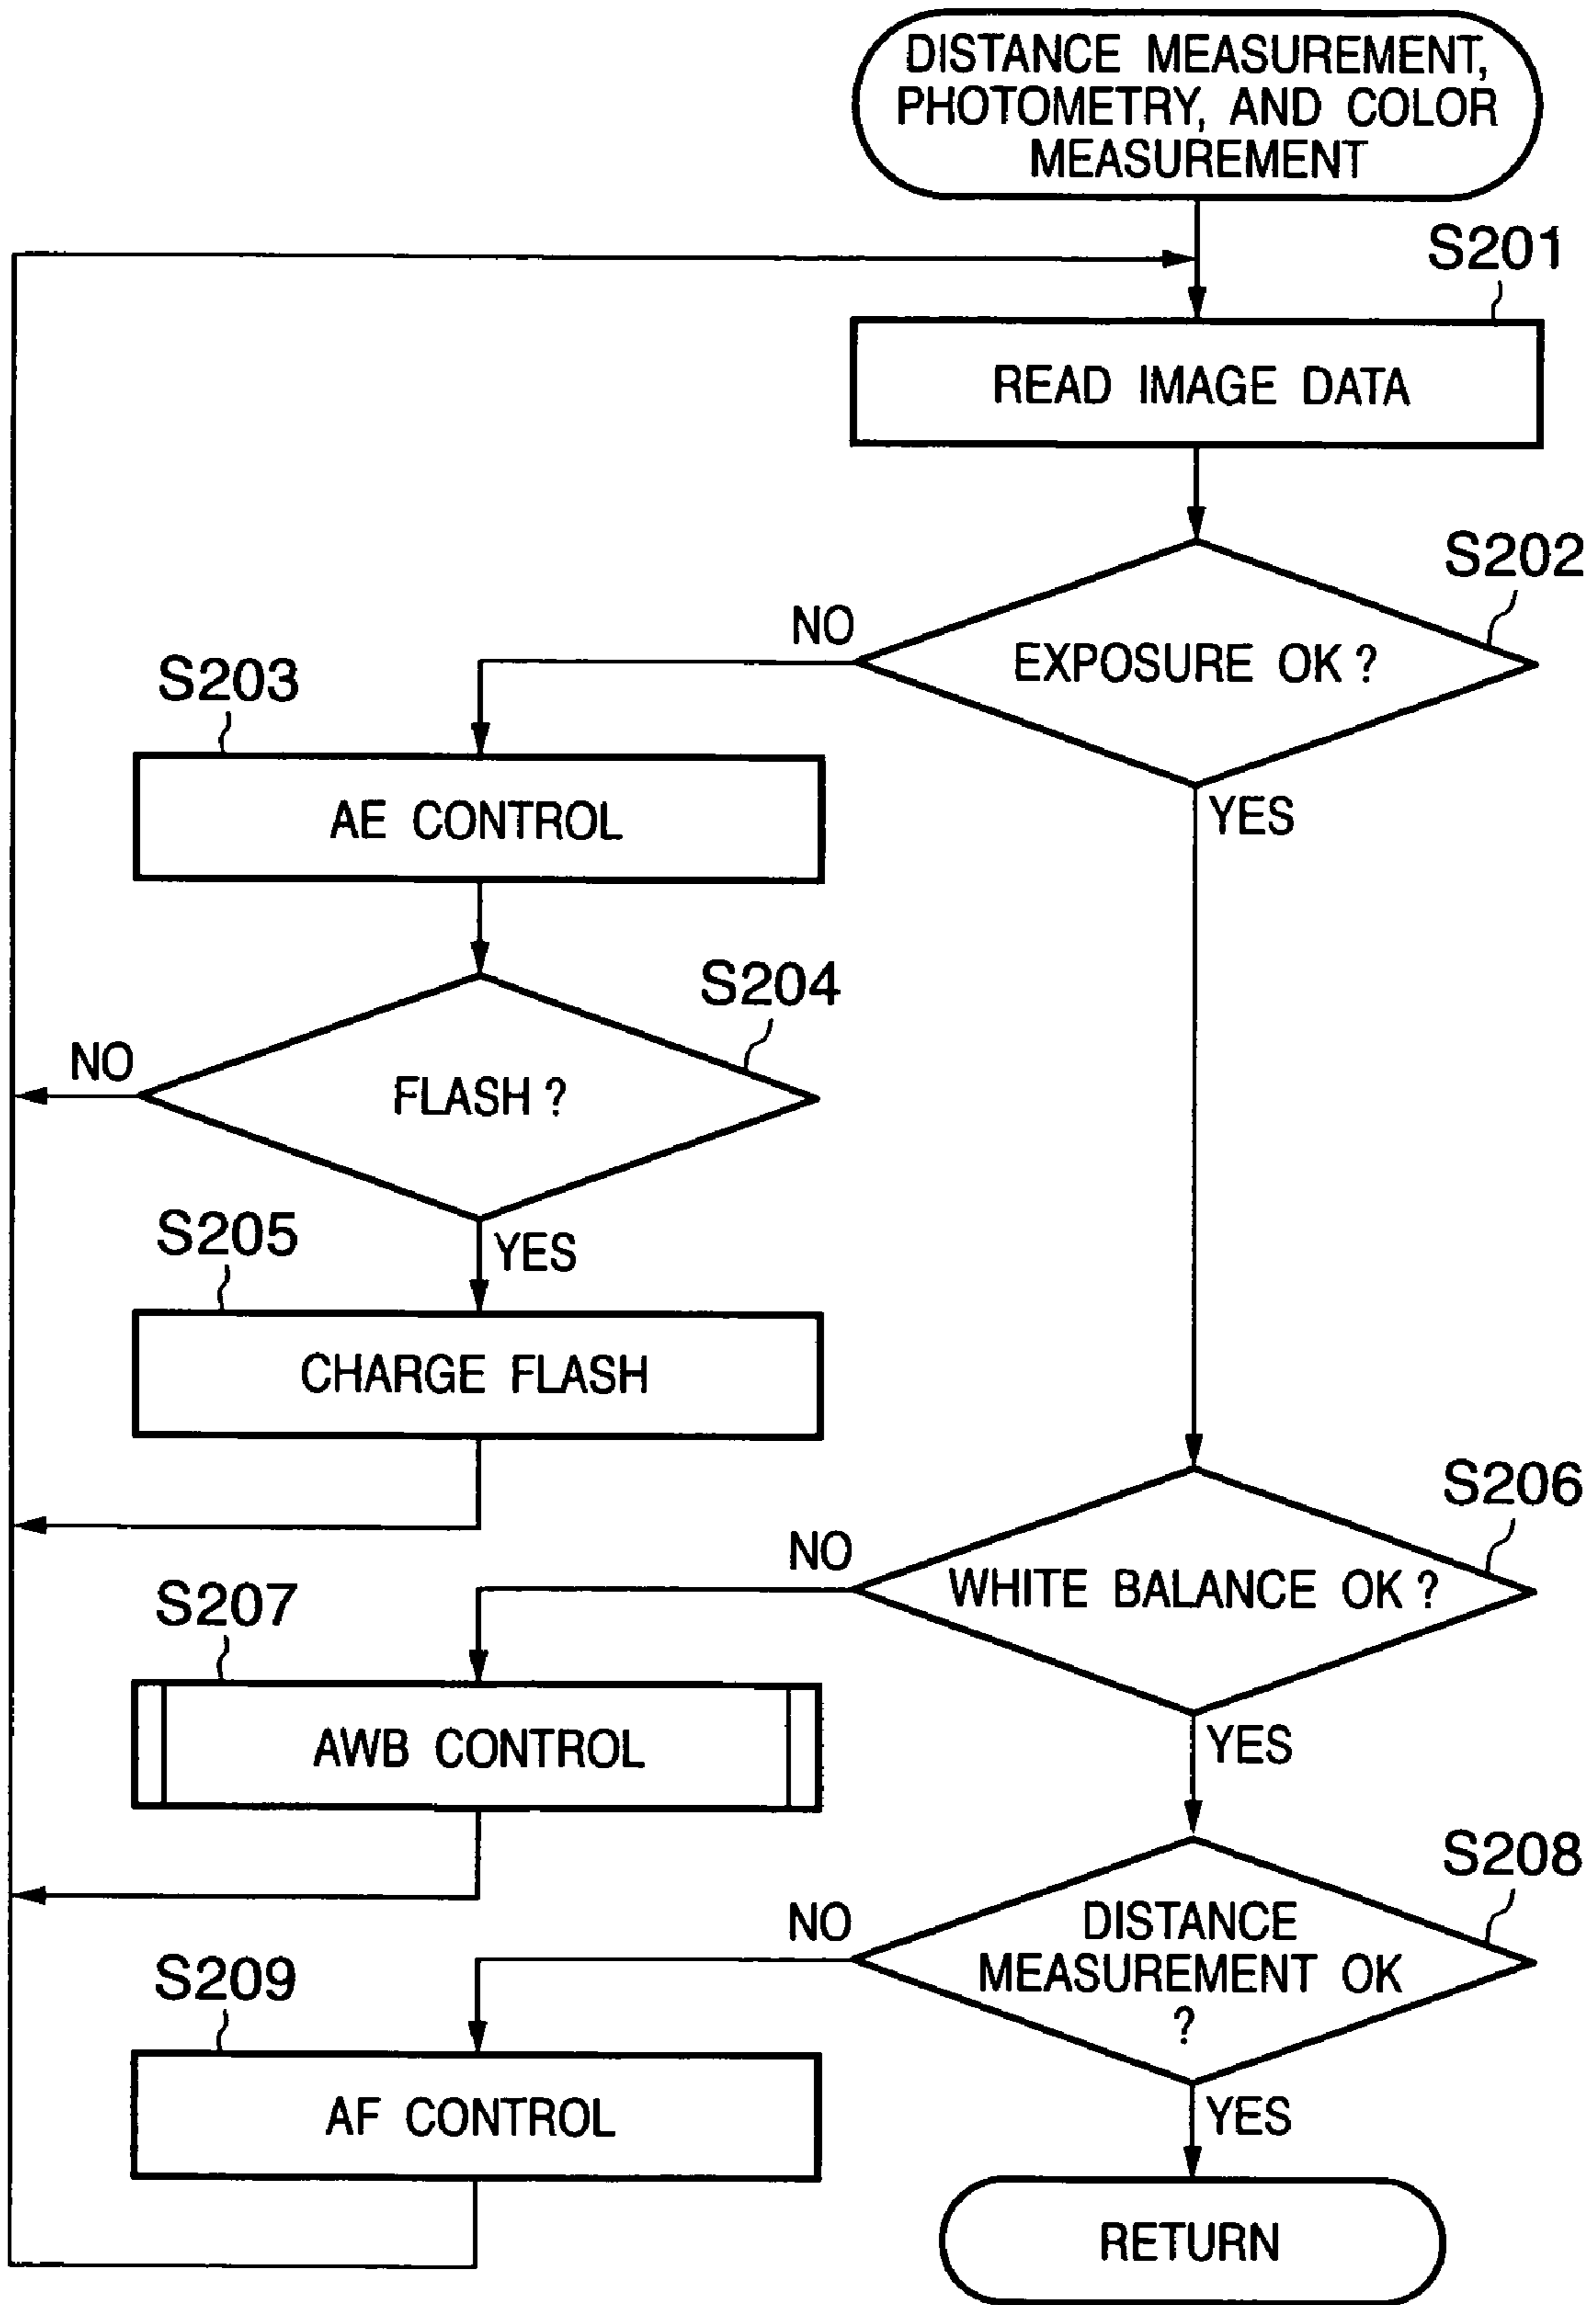 DISTANCE MEASUREMENT,
PHOTOMETRY, AND COLOR
MEASUREMENT
S201
READ IMAGE DATA
S202
NO
EXPOSURE OK ?
YES
S203
AE CONTROL
S204
NO
FLASH ?
YES
S205
CHARGE FLASH
S206
NO
WHITE BALANCE OK ?
YES
S207
AWB CONTROL
S208
NO
DISTANCE
MEASUREMENT OK
?
YES
S209
AF CONTROL
RETURN